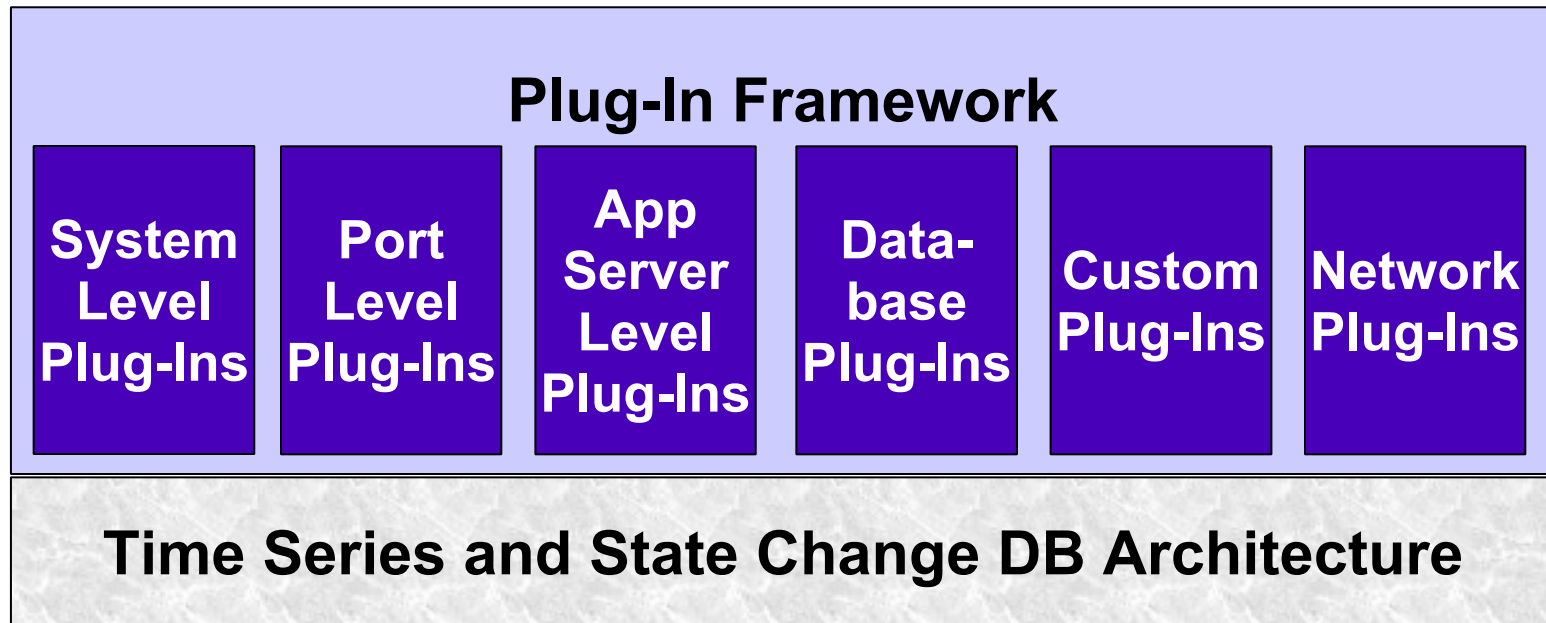 Plug-In Framework
System
Level
Plug-Ins
Port
Level
Plug-Ins
App
Server
Level
Plug-Ins
Data-
base
Plug-Ins
Custom
Plug-Ins
Network
Plug-Ins
Time Series and State Change DB Architecture